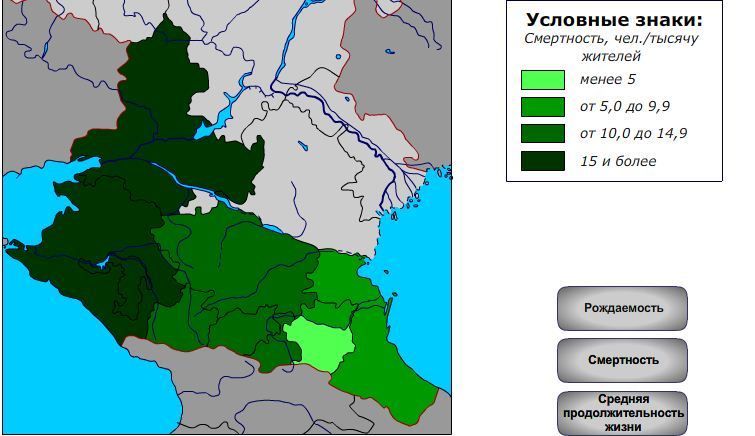 Условные знаки:
Смертность, чел./тысячу
жителей
менее 5
от 5,0 до 9,9
от 10,0 до 14,9
15 и более
Рождаемость
Смертность
Средняя
продолжительность
жизни